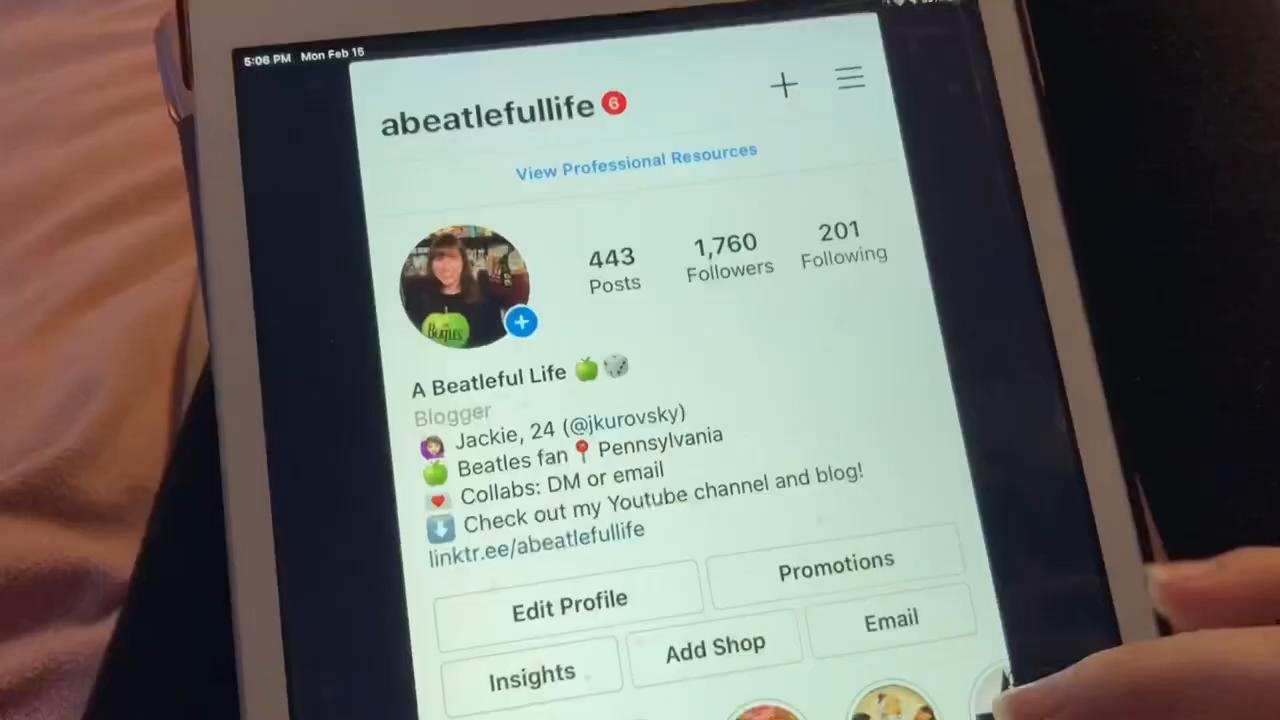 5:06 PM Mon Feb 15
abeatlefullife 6
View Professional Resources
443 1,760 201
Posts Followers Following
BEATLES
A Beatleful Life 🍏🎲
Blogger
🙋🏻‍♀️ Jackie, 24 (@jkurovsky)
🍏 Beatles fan 📍 Pennsylvania
💌 Collabs: DM or email
⬇️ Check out my Youtube channel and blog!
linktr.ee/abeatlefullife
Edit Profile Promotions
Insights Add Shop Email